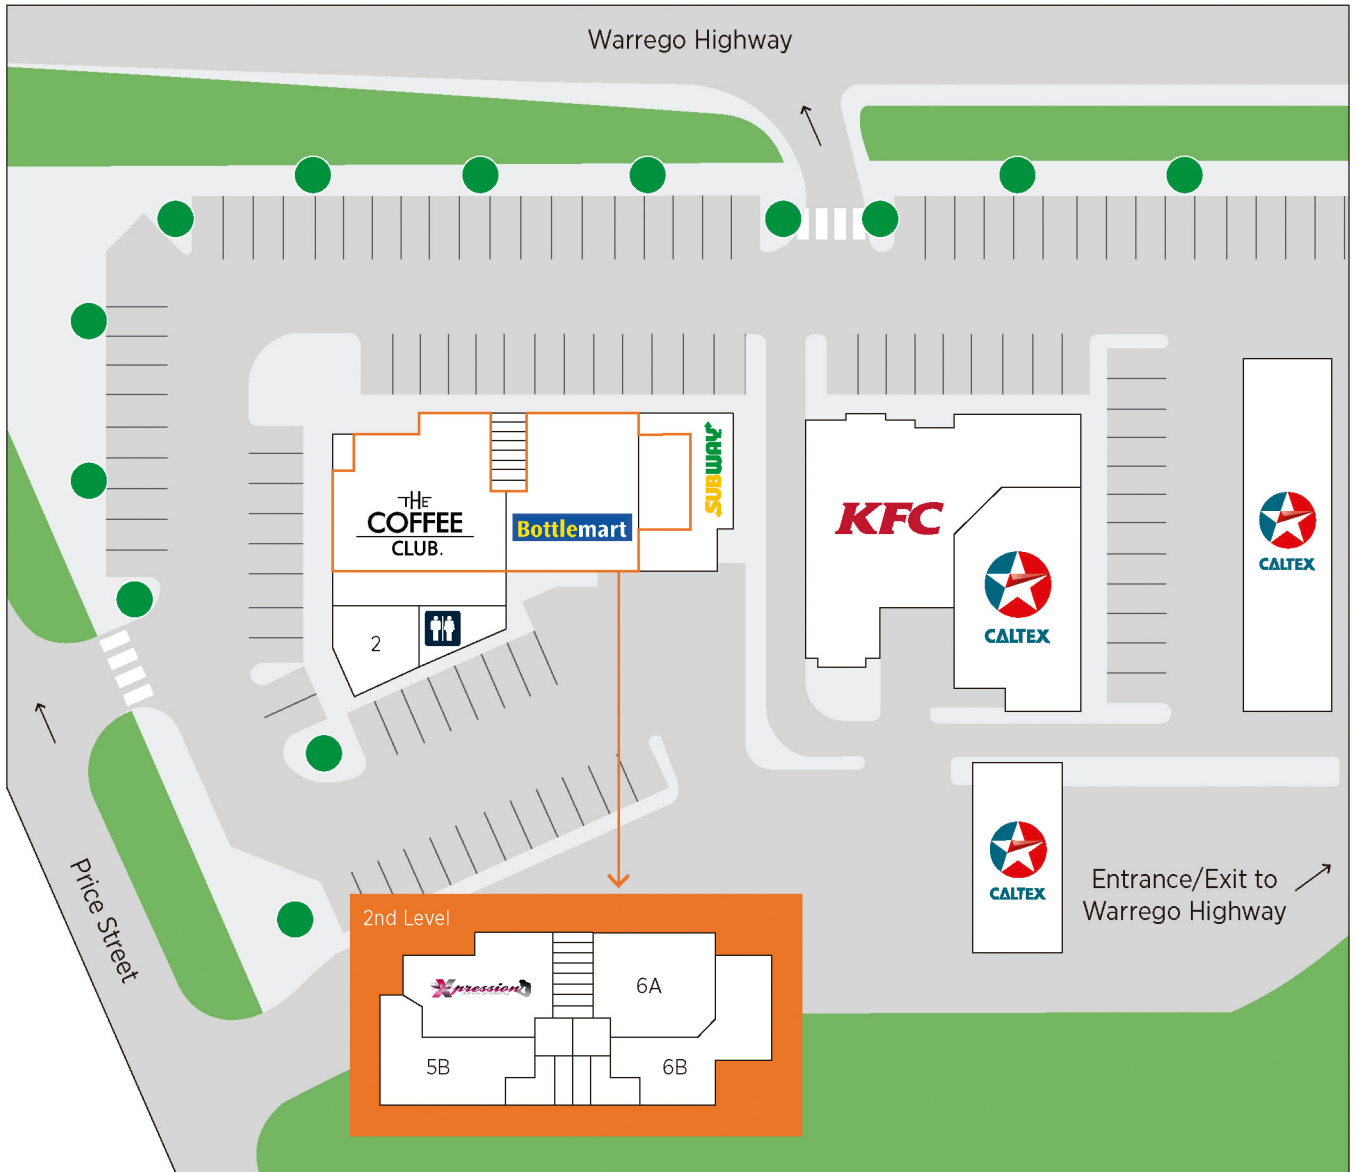 Warrego Highway
THE
COFFEE
CLUB.
Bottlemart
SUBWAY
KFC
CALTEX
CALTEX
2
CALTEX
Price Street
Entrance/Exit to
Warrego Highway
2nd Level
Xpressions
6A
5B
6B